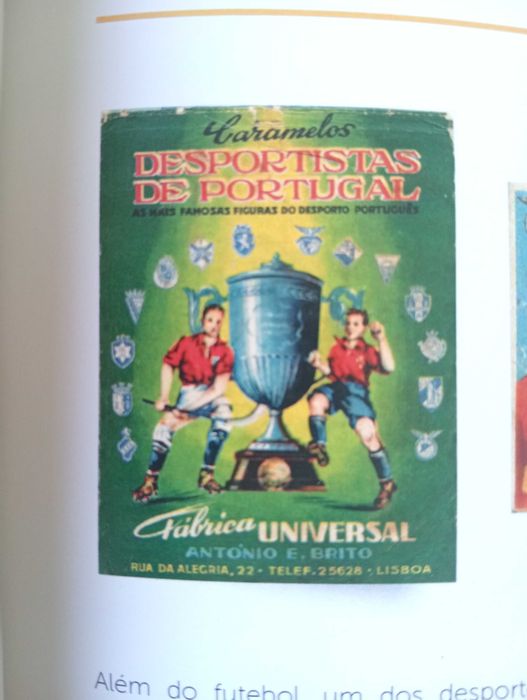 Caramelos
DESPORTISTAS
DE PORTUGAL
AS MAIS FAMOSAS FIGURAS DO DESPORTO PORTUGUÊS
Fábrica UNIVERSAL
ANTÓNIO E. BRITO
RUA DA ALEGRIA, 22 • TELEF. 25628 • LISBOA
Além do futebol, um dos desport